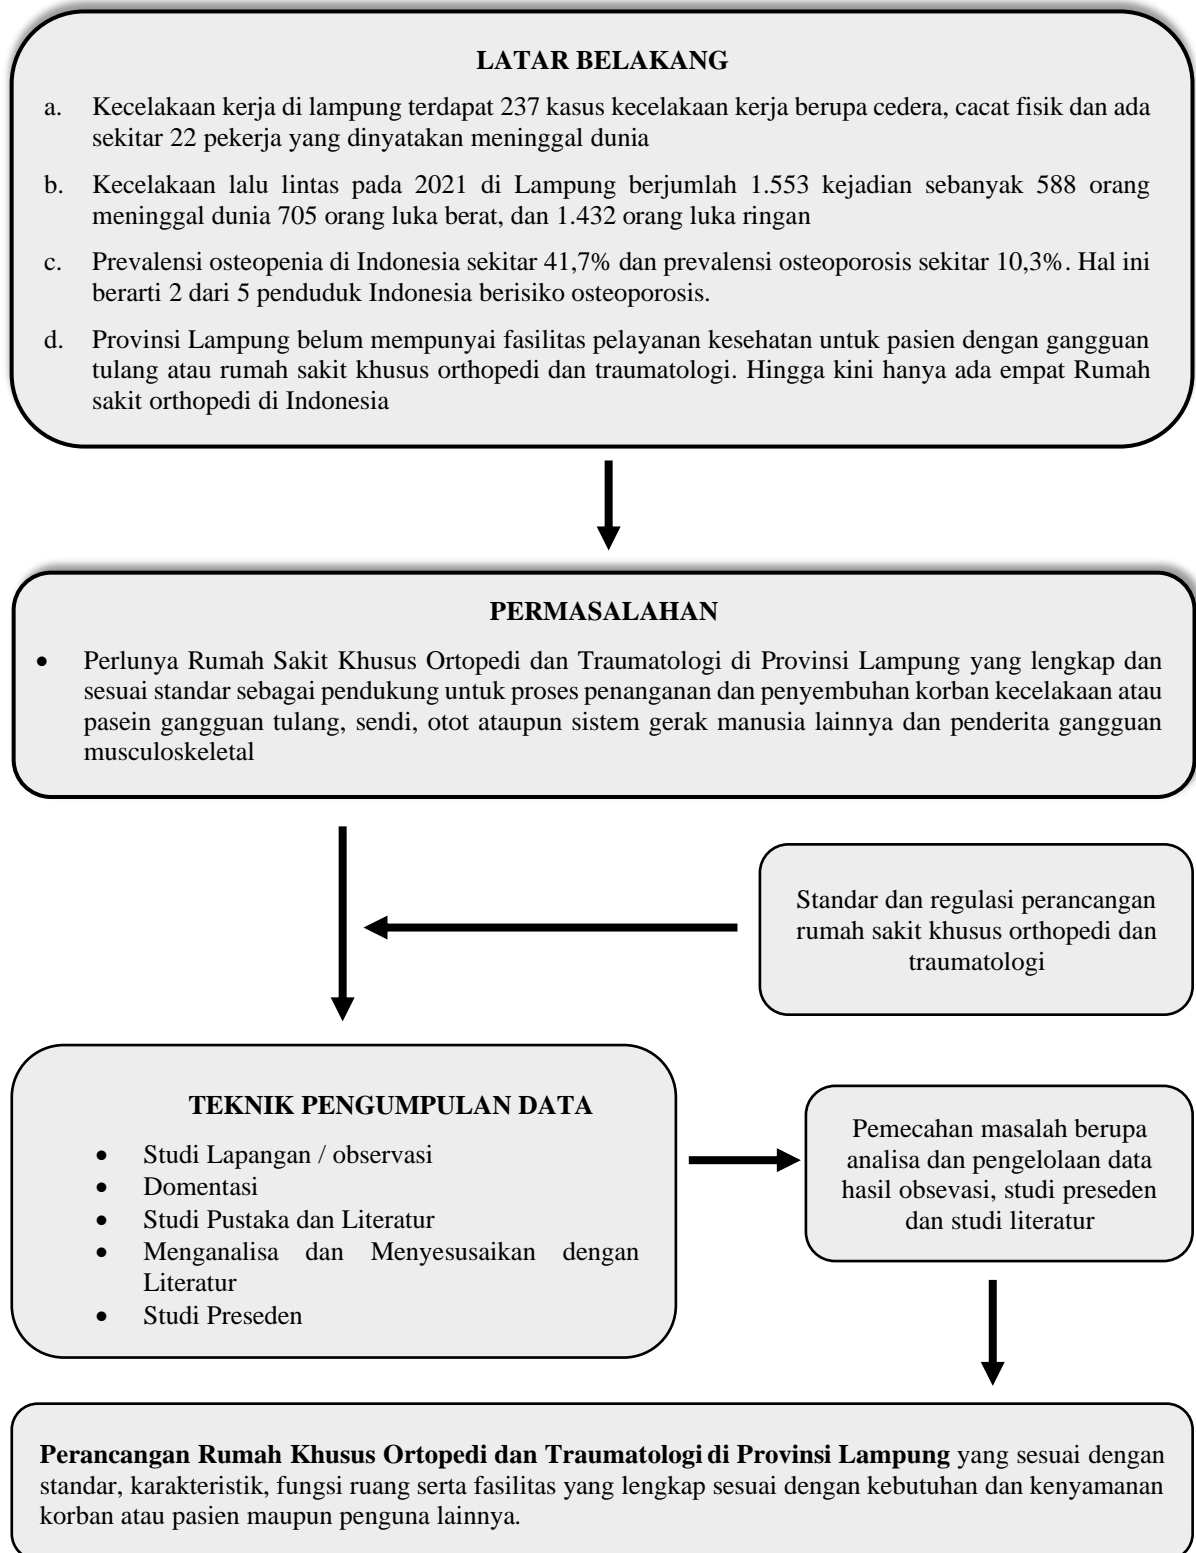 LATAR BELAKANG
a. Kecelakaan kerja di lampung terdapat 237 kasus kecelakaan kerja berupa cedera, cacat fisik dan ada
sekitar 22 pekerja yang dinyatakan meninggal dunia
b. Kecelakaan lalu lintas pada 2021 di Lampung berjumlah 1.553 kejadian sebanyak 588 orang
meninggal dunia 705 orang luka berat, dan 1.432 orang luka ringan
c. Prevalensi osteopenia di Indonesia sekitar 41,7% dan prevalensi osteoporosis sekitar 10,3%. Hal ini
berarti 2 dari 5 penduduk Indonesia berisiko osteoporosis.
d. Provinsi Lampung belum mempunyai fasilitas pelayanan kesehatan untuk pasien dengan gangguan
tulang atau rumah sakit khusus orthopedi dan traumatologi. Hingga kini hanya ada empat Rumah
sakit orthopedi di Indonesia
PERMASALAHAN
• Perlunya Rumah Sakit Khusus Ortopedi dan Traumatologi di Provinsi Lampung yang lengkap dan
sesuai standar sebagai pendukung untuk proses penanganan dan penyembuhan korban kecelakaan atau
pasein gangguan tulang, sendi, otot ataupun sistem gerak manusia lainnya dan penderita gangguan
musculoskeletal
Standar dan regulasi perancangan
rumah sakit khusus orthopedi dan
traumatologi
TEKNIK PENGUMPULAN DATA
• Studi Lapangan / observasi
• Domentasi
• Studi Pustaka dan Literatur
• Menganalisa dan Menyesusaikan dengan
Literatur
• Studi Preseden
Pemecahan masalah berupa
analisa dan pengelolaan data
hasil obsevasi, studi preseden
dan studi literatur
Perancangan Rumah Khusus Ortopedi dan Traumatologi di Provinsi Lampung yang sesuai dengan
standar, karakteristik, fungsi ruang serta fasilitas yang lengkap sesuai dengan kebutuhan dan kenyamanan
korban atau pasien maupun penguna lainnya.